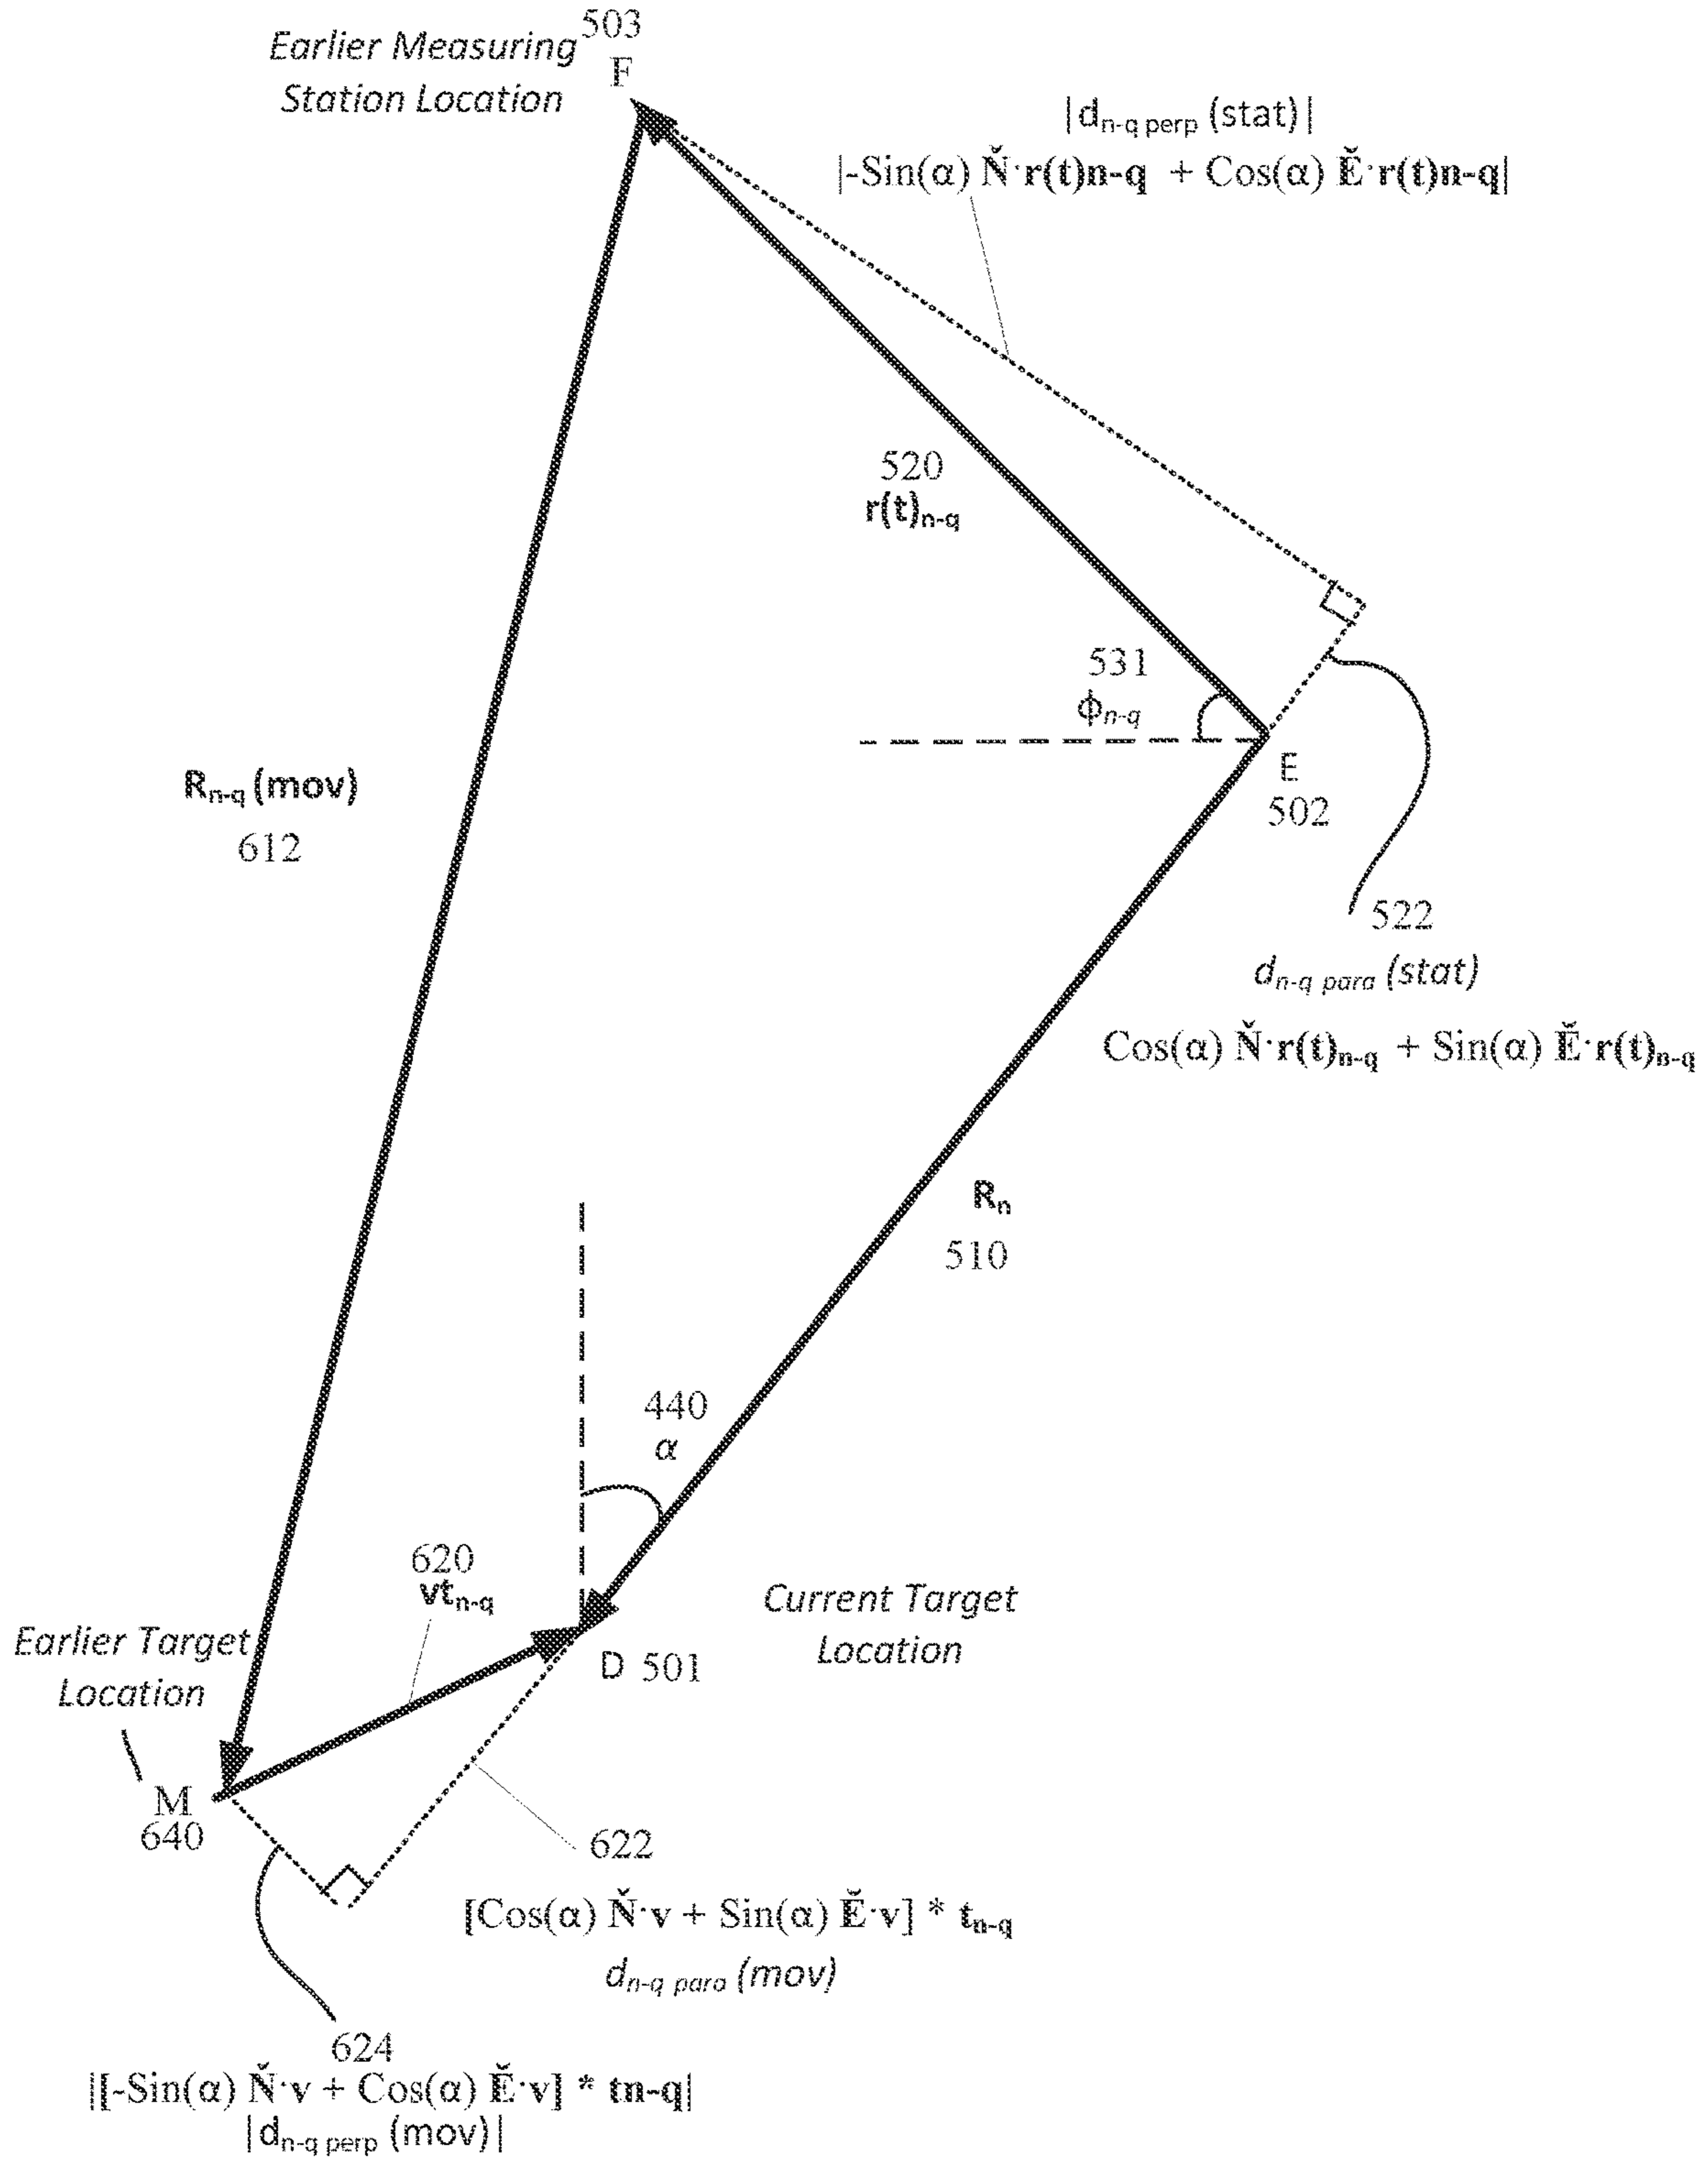 503
Earlier Measuring
Station Location
F
|dn-q perp (stat)|
|-Sin(α) Ň·r(t)n-q + Cos(α) Ě·r(t)n-q|
520
r(t)n-q
531
ϕn-q
E
502
Rn-q (mov)
612
522
dn-q para (stat)
Cos(α) Ň·r(t)n-q + Sin(α) Ě·r(t)n-q
Rn
510
440
α
620
vtn-q
Current Target
Location
Earlier Target
Location
D 501
M
640
622
[Cos(α) Ň·v + Sin(α) Ě·v] * tn-q
dn-q para (mov)
624
|[-Sin(α) Ň·v + Cos(α) Ě·v] * tn-q|
|dn-q perp (mov)|